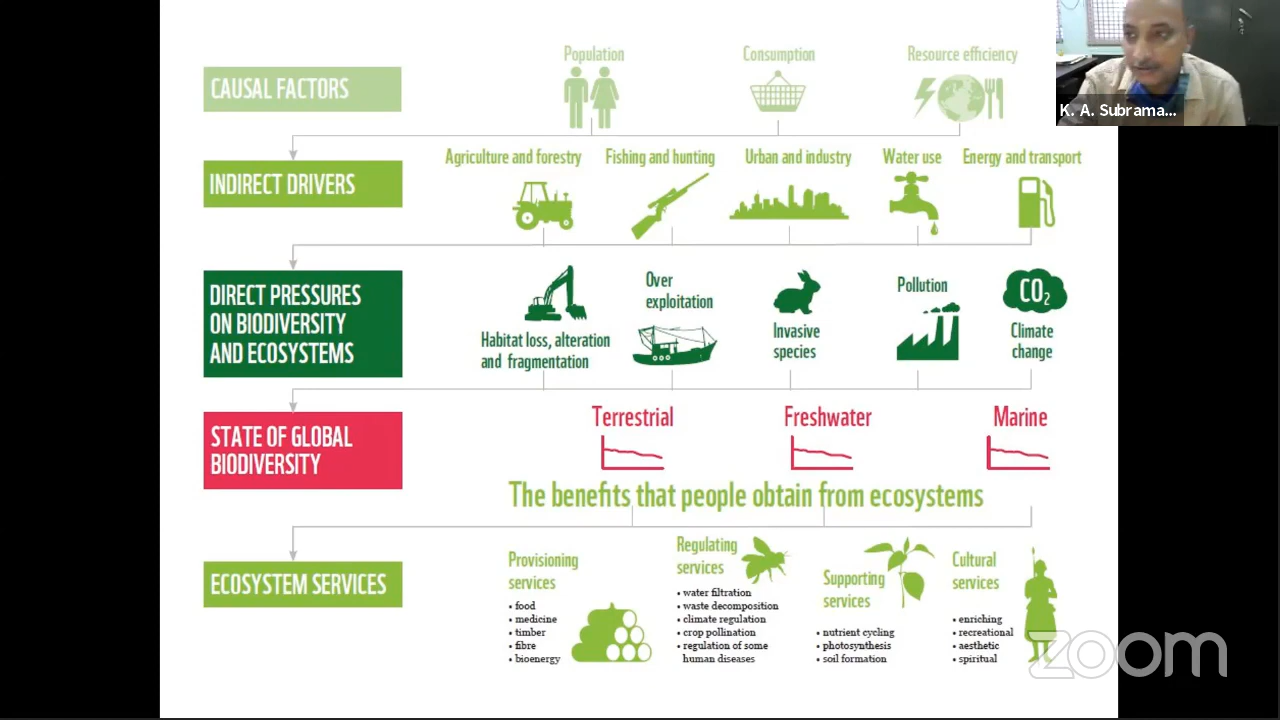 K. A. Subrama...
CAUSAL FACTORS
Population
Consumption
Resource efficiency
INDIRECT DRIVERS
Agriculture and forestry
Fishing and hunting
Urban and industry
Water use
Energy and transport
DIRECT PRESSURES
ON BIODIVERSITY
AND ECOSYSTEMS
Habitat loss, alteration
and fragmentation
Over
exploitation
Invasive
species
Pollution
CO₂
Climate
change
STATE OF GLOBAL
BIODIVERSITY
Terrestrial
Freshwater
Marine
The benefits that people obtain from ecosystems
ECOSYSTEM SERVICES
Provisioning
services
• food
• medicine
• timber
• fibre
• bioenergy
Regulating
services
• water filtration
• waste decomposition
• climate regulation
• crop pollination
• regulation of some
human diseases
Supporting
services
• nutrient cycling
• photosynthesis
• soil formation
Cultural
services
• enriching
• recreational
• aesthetic
• spiritual
zoom